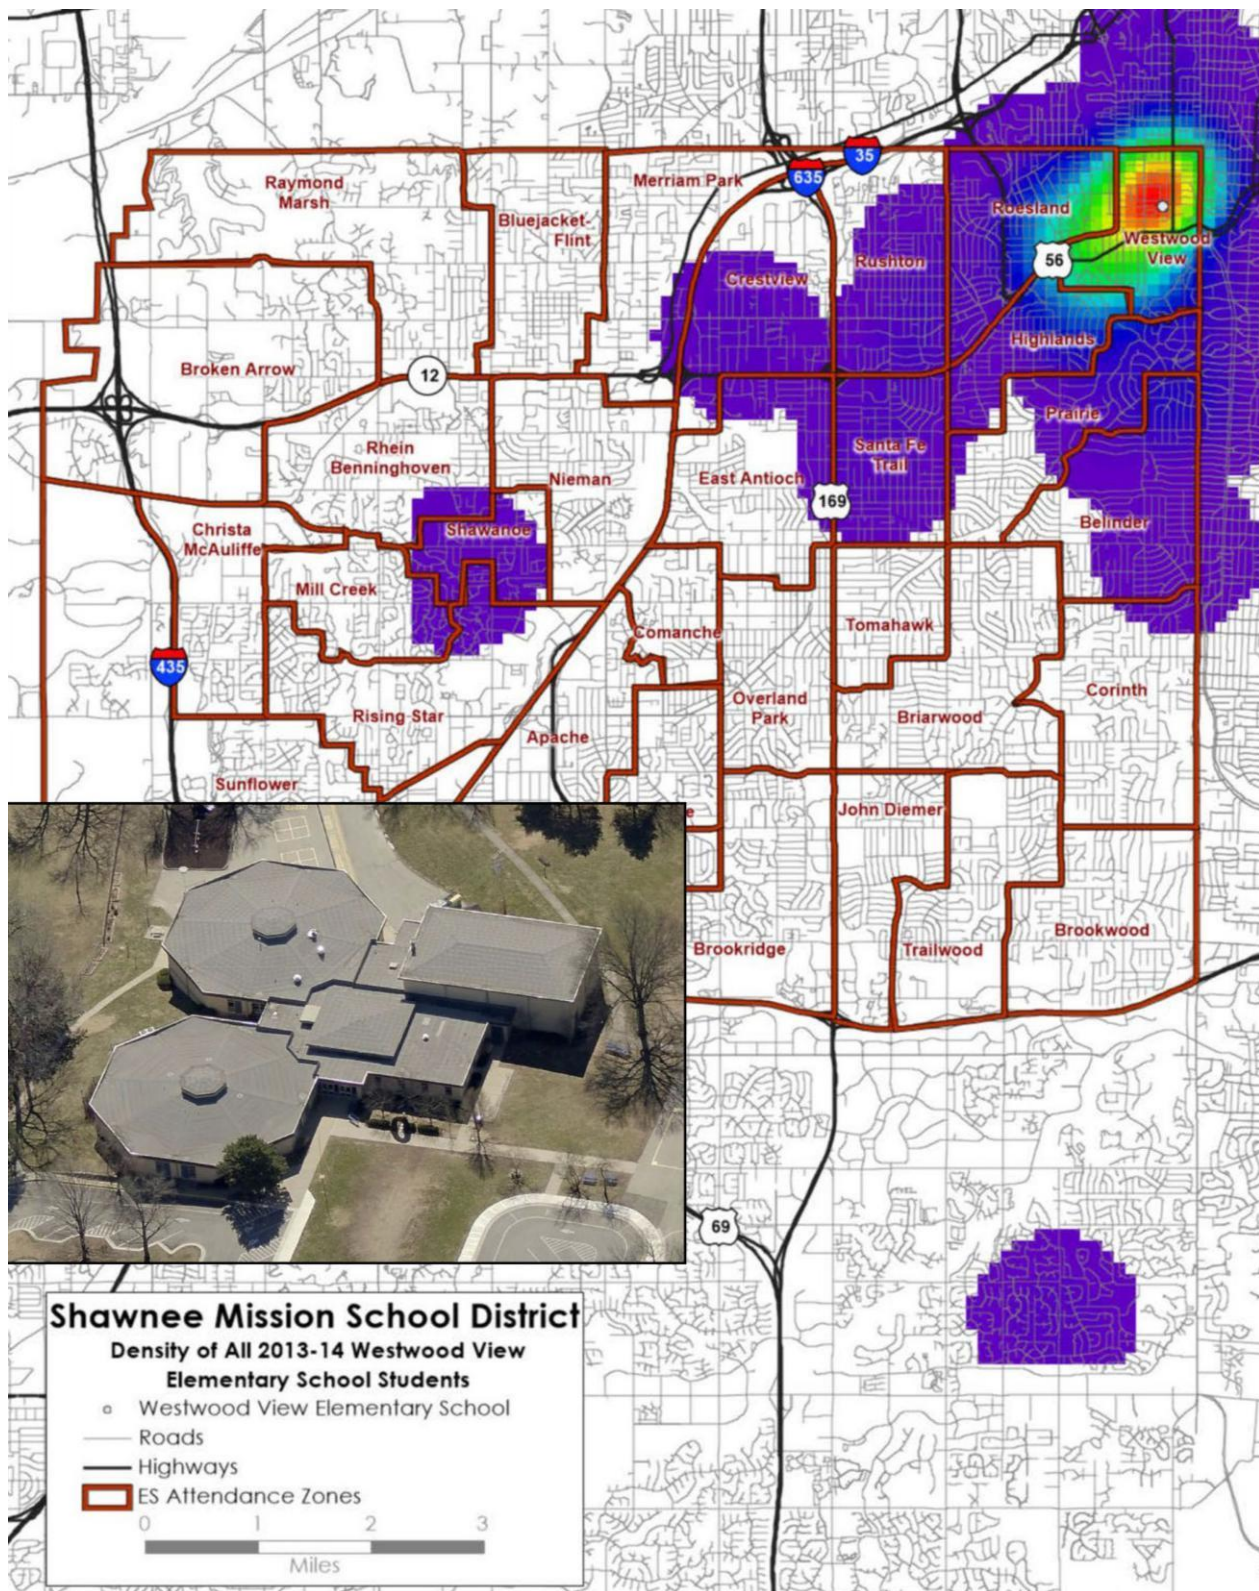 35
635
Raymond
Marsh
Merriam Park
Bluejacket-
Flint
Roesland
Westwood
View
56
Rushton
Crestview
Highlands
Broken Arrow
12
Prairie
Rhein
Benninghoven
Santa Fe
Trail
Nieman
East Antioch
169
Christa
McAuliffe
Shawanoe
Belinder
Mill Creek
Comanche
Tomahawk
435
Overland
Park
Corinth
Rising Star
Briarwood
Apache
Sunflower
John Diemer
e
Brookridge
Trailwood
Brookwood
69
Shawnee Mission School District
Density of All 2013-14 Westwood View
Elementary School Students
Westwood View Elementary School
Roads
Highways
ES Attendance Zones
0 1 2 3
Miles